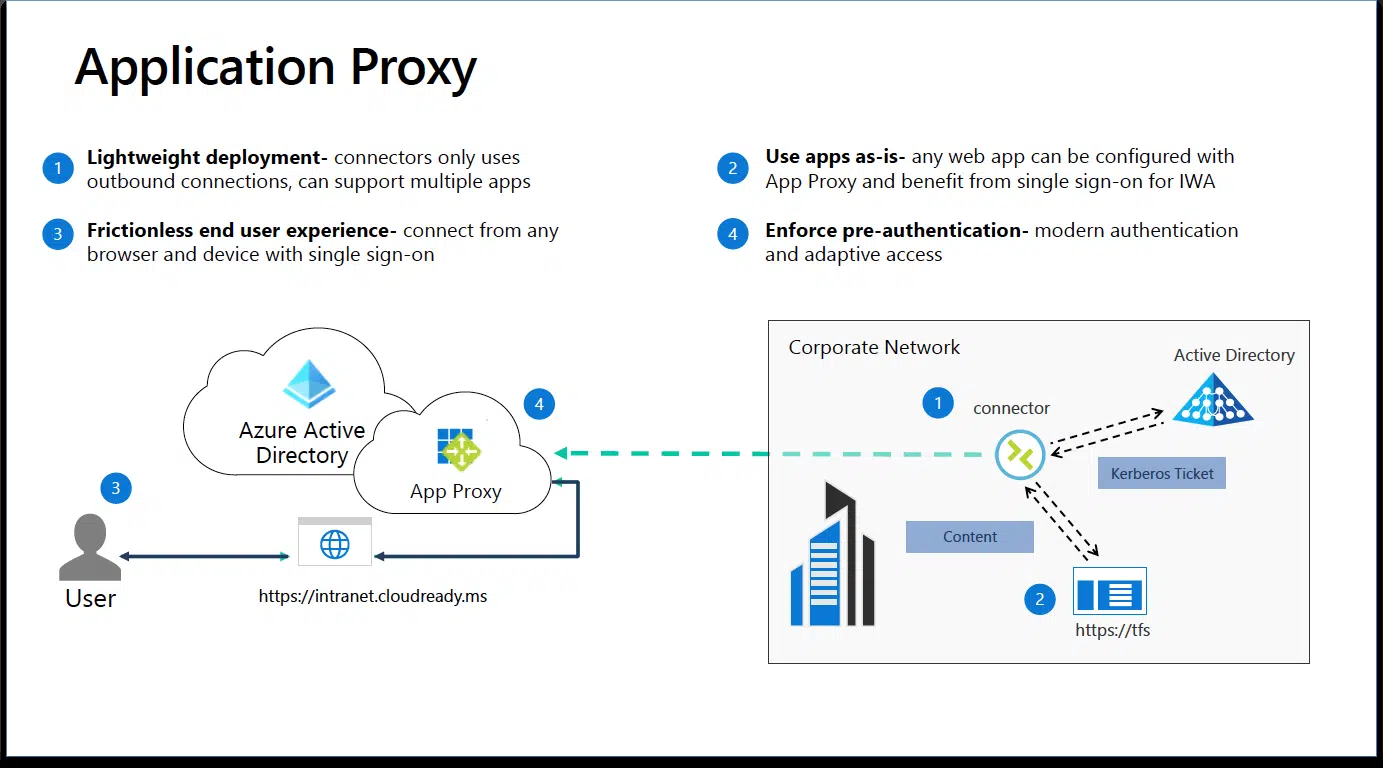 Application Proxy
1
Lightweight deployment- connectors only uses
outbound connections, can support multiple apps
2
Use apps as-is- any web app can be configured with
App Proxy and benefit from single sign-on for IWA
3
Frictionless end user experience- connect from any
browser and device with single sign-on
4
Enforce pre-authentication- modern authentication
and adaptive access
Azure Active
Directory
App Proxy
4
3
User
https://intranet.cloudready.ms
Corporate Network
Active Directory
1
connector
Kerberos Ticket
Content
2
https://tfs